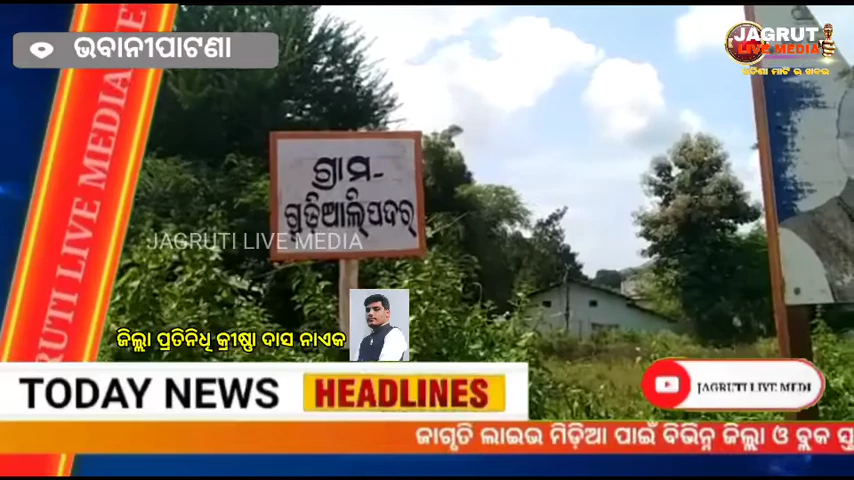 ଭବାନୀପାଟଣା
JAGRUT
LIVE MEDIA
ଓଡିଶା ମାଟି ର ଖବର
JAGRUTI LIVE MEDIA
ଗ୍ରାମ-
ଗୁଡିଆଲିପଦର
JAGRUTI LIVE MEDIA
ଜିଲ୍ଲା ପ୍ରତିନିଧି କ୍ରୀଷ୍ଣା ଦାସ ନାଏକ
TODAY NEWS HEADLINES
JAGRUTI LIVE MEDI
ଜାଗୃତି ଲାଇଭ ମିଡ଼ିଆ ପାଇଁ ବିଭିନ୍ନ ଜିଲ୍ଲା ଓ ବ୍ଲକ ସ୍ତ